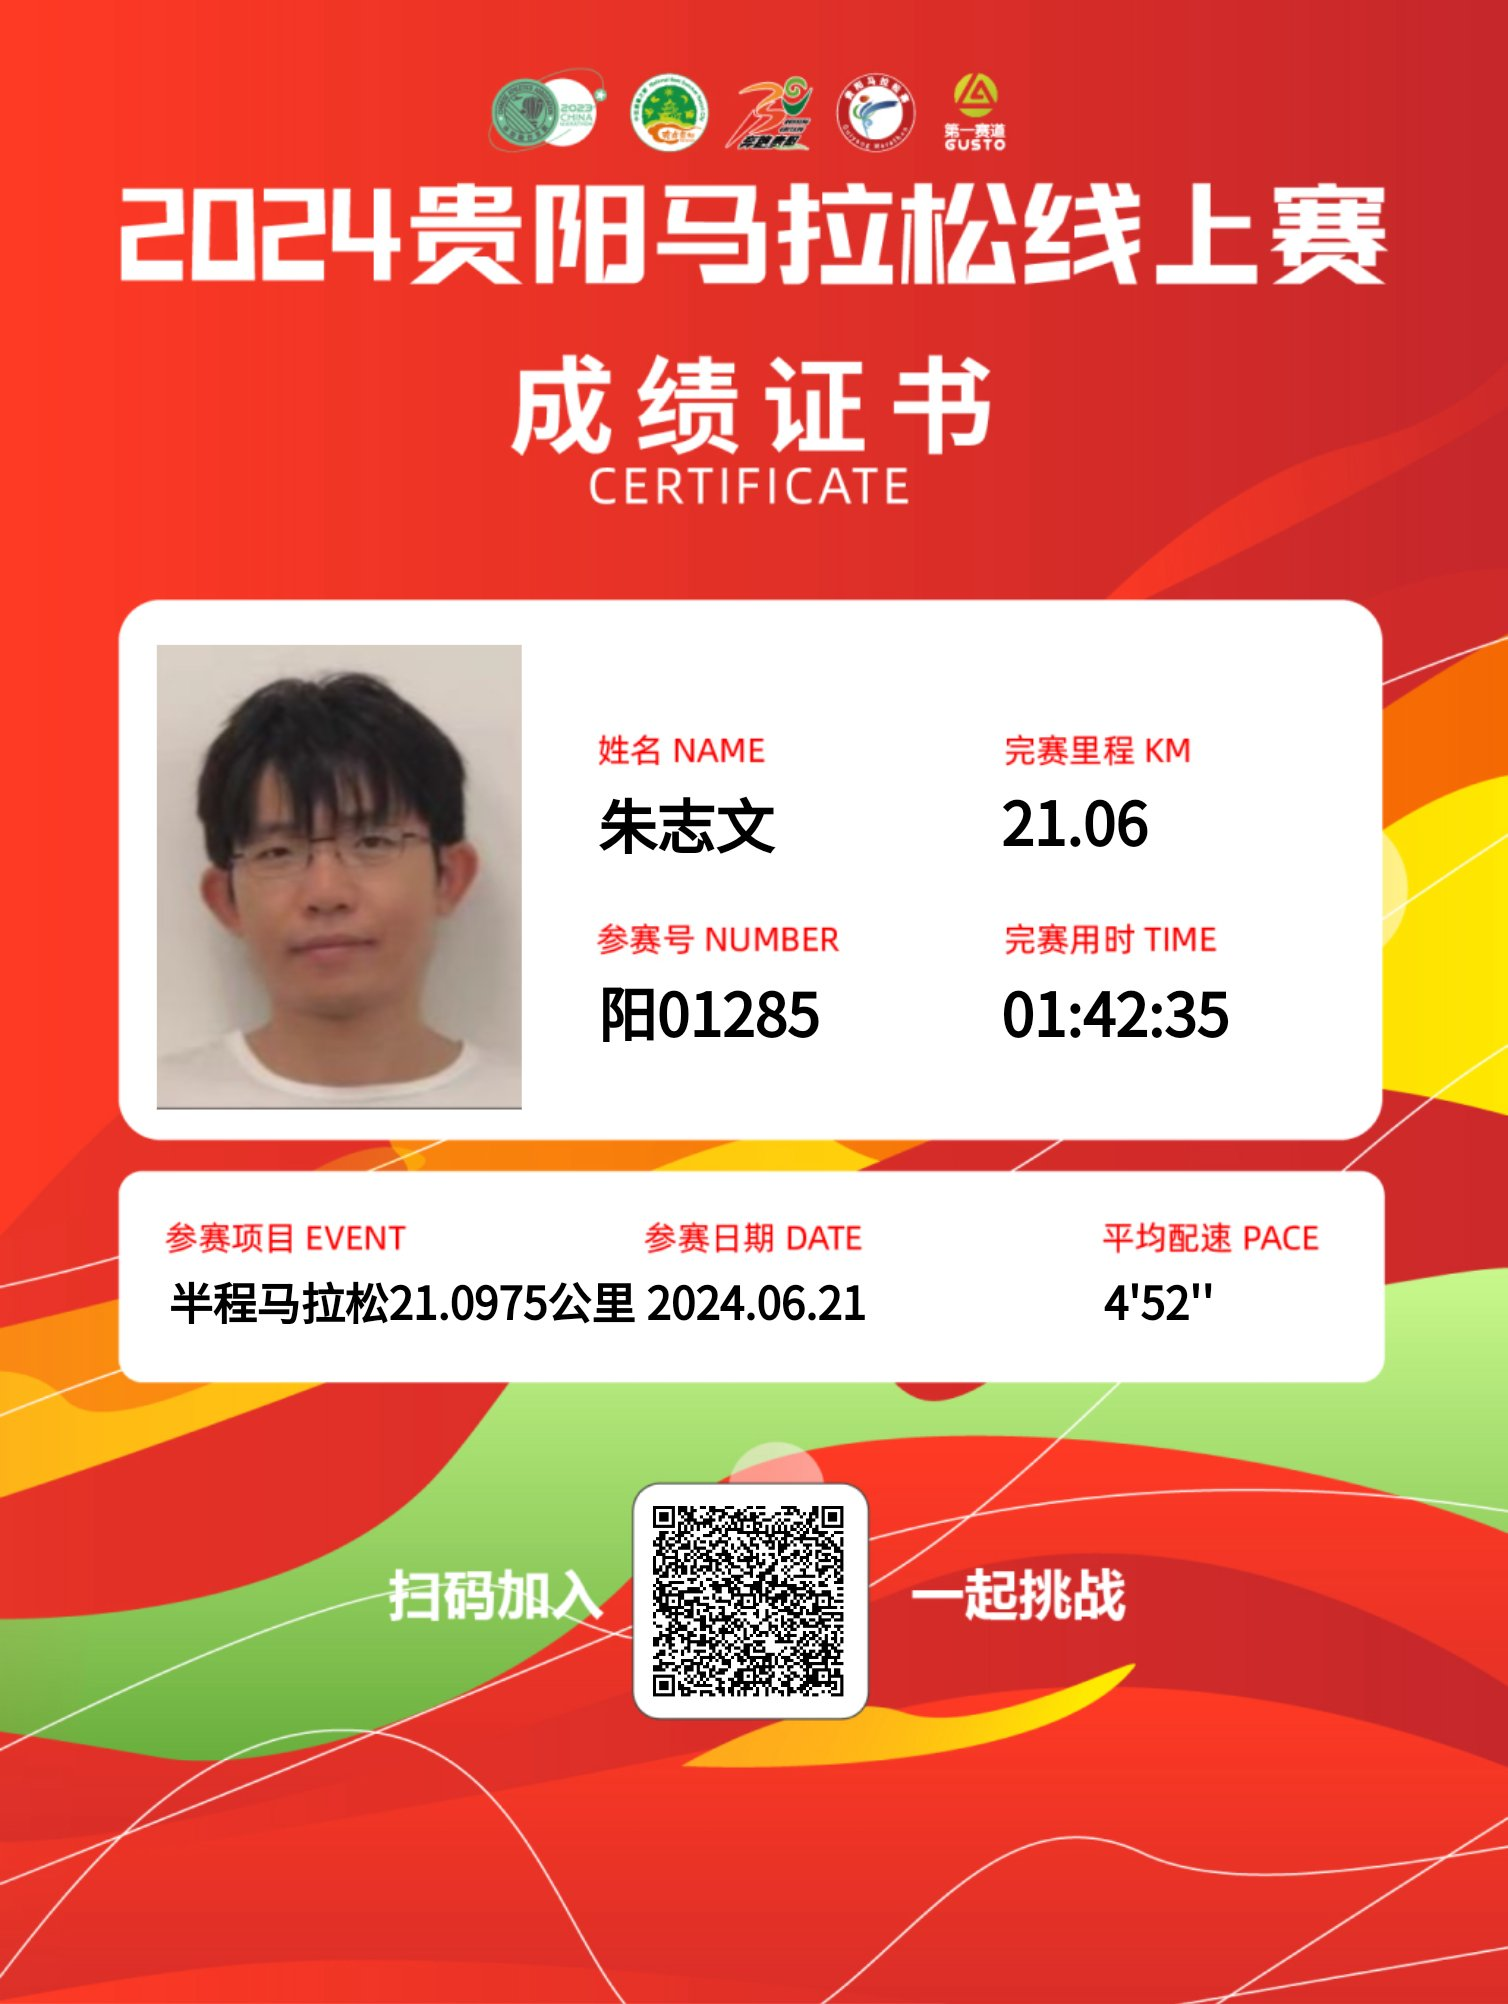 2023
CHINA
第一赛道
GUSTO
2024贵阳马拉松线上赛
成绩证书
CERTIFICATE
姓名 NAME
完赛里程 KM
朱志文
21.06
参赛号 NUMBER
完赛用时 TIME
阳01285
01:42:35
参赛项目 EVENT
参赛日期 DATE
平均配速 PACE
半程马拉松21.0975公里
2024.06.21
4'52''
扫码加入
一起挑战